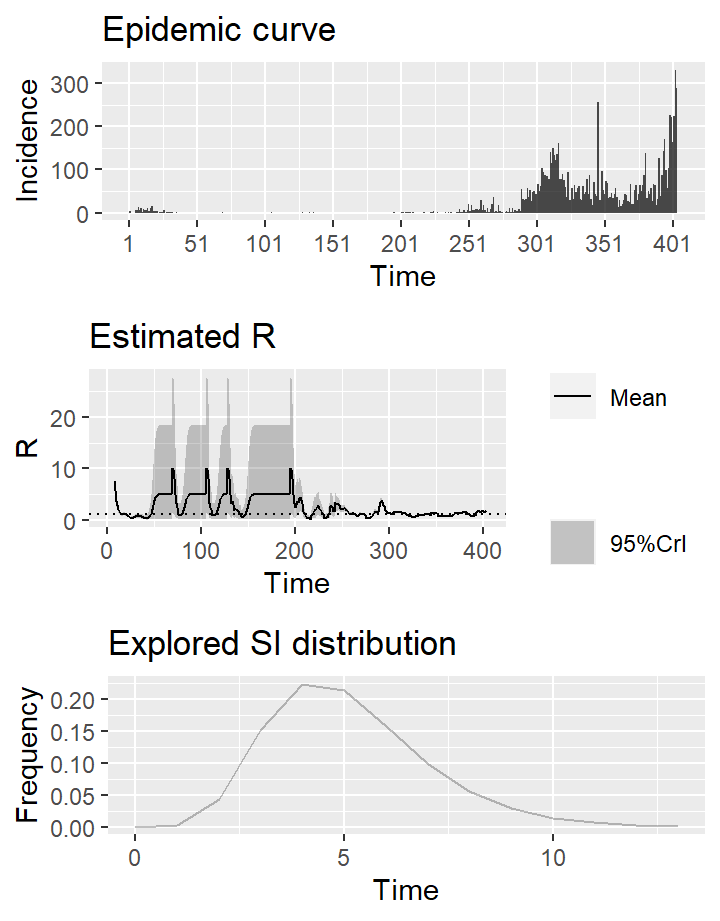 Epidemic curve
Incidence
300
200
100
0
1 51 101 151 201 251 301 351 401
Time
Estimated R
R
20
10
0
0 100 200 300 400
Time
Mean
95%CrI
Explored SI distribution
Frequency
0.20
0.15
0.10
0.05
0.00
0 5 10
Time